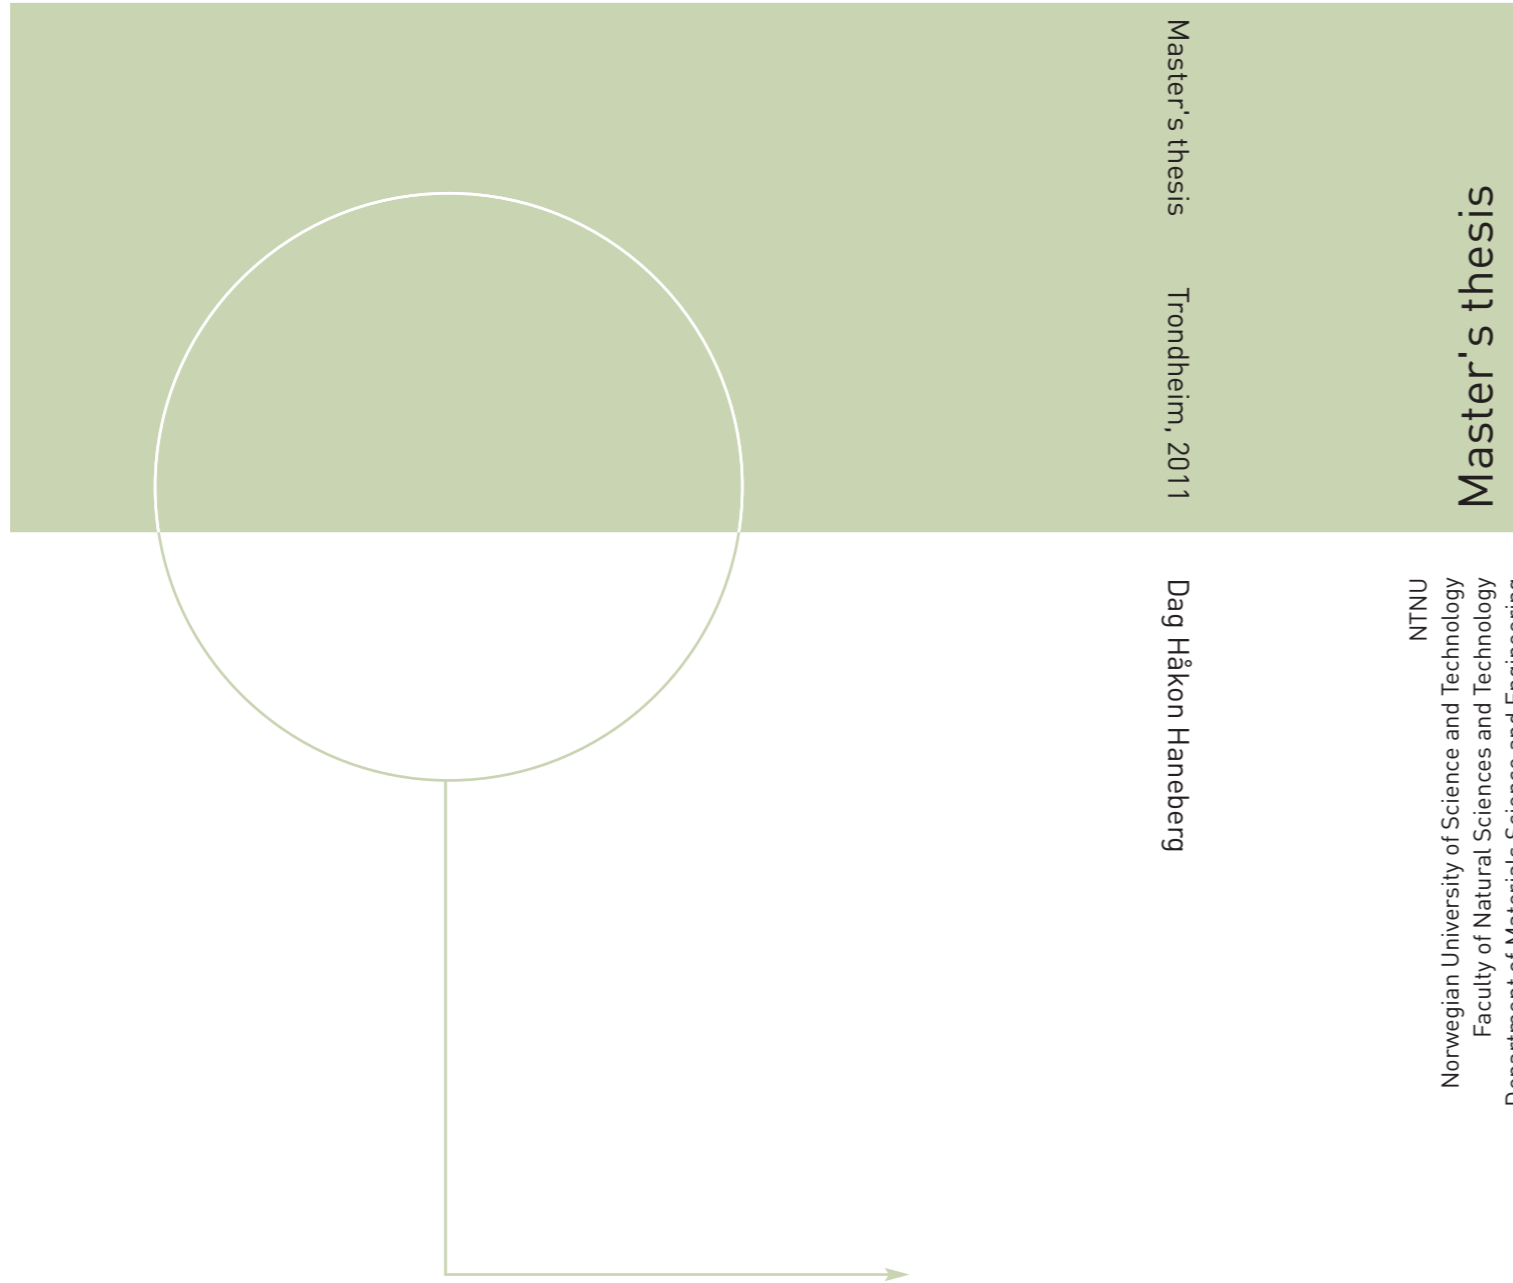 Master's thesis
Trondheim, 2011
Dag Håkon Haneberg
Master's thesis
NTNU
Norwegian University of Science and Technology
Faculty of Natural Sciences and Technology